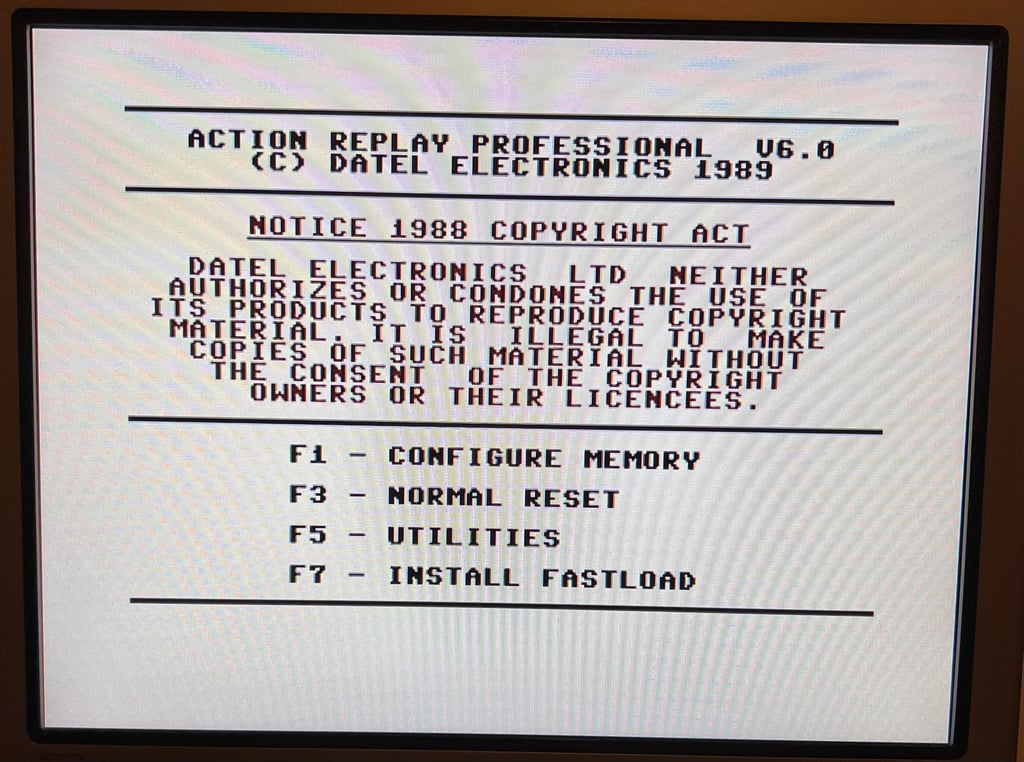 ACTION REPLAY PROFESSIONAL V6.0
(C) DATEL ELECTRONICS 1989
NOTICE 1988 COPYRIGHT ACT
DATEL ELECTRONICS LTD NEITHER
AUTHORIZES OR CONDONES THE USE OF
ITS PRODUCTS TO REPRODUCE COPYRIGHT
MATERIAL. IT IS ILLEGAL TO MAKE
COPIES OF SUCH MATERIAL WITHOUT
THE CONSENT OF THE COPYRIGHT
OWNERS OR THEIR LICENCEES.
F1 - CONFIGURE MEMORY
F3 - NORMAL RESET
F5 - UTILITIES
F7 - INSTALL FASTLOAD